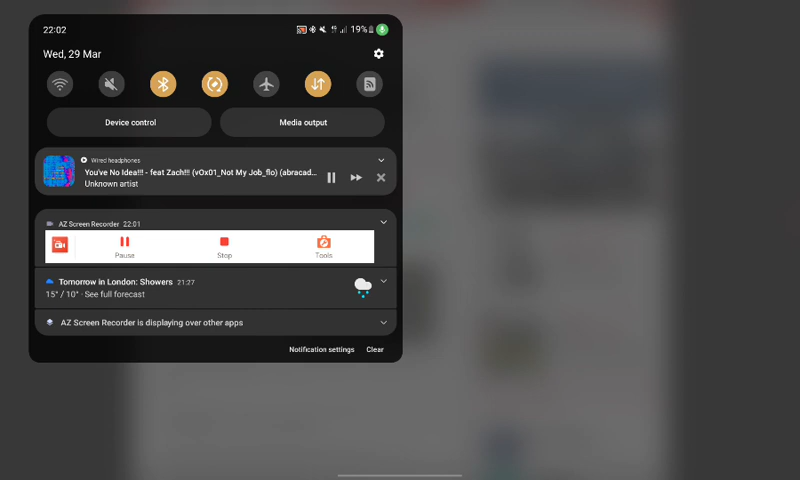 22:02
19%
Wed, 29 Mar
Device control
Media output
Wired headphones
You've No Idea!!! - feat Zach!!! (vOx01_Not My Job_flo) (abracad...
Unknown artist
AZ Screen Recorder 22:01
Pause
Stop
Tools
Tomorrow in London: Showers 21:27
15° / 10° · See full forecast
AZ Screen Recorder is displaying over other apps
Notification settings
Clear